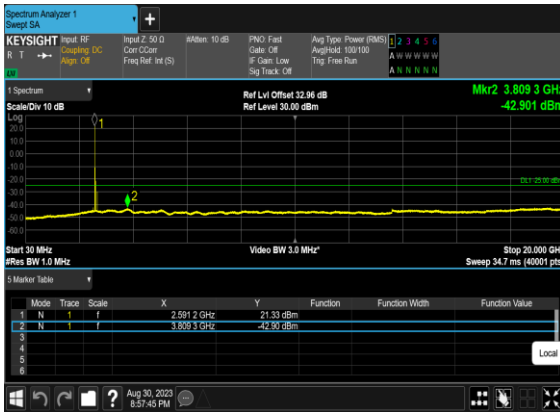 Spectrum Analyzer 1
Swept SA
KEYSIGHT
R T
Input: RF
Coupling: DC
Align: Off
Input Z: 50 Ω
Corr CCorr
Freq Ref: Int (S)
#Atten: 10 dB
PNO: Fast
Gate: Off
IF Gain: Low
Sig Track: Off
Avg Type: Power (RMS)
Avg|Hold: 100/100
Trig: Free Run
1 2 3 4 5 6
A W W W W W
A N N N N N
1 Spectrum
Scale/Div 10 dB
Ref Lvl Offset 32.96 dB
Ref Level 30.00 dBm
Mkr2 3.809 3 GHz
-42.901 dBm
Log
20.0
10.0
0.00
-10.0
-20.0
-30.0
-40.0
-50.0
-60.0
1
2
DL1 -25.00 dBm
Start 30 MHz
#Res BW 1.0 MHz
Video BW 3.0 MHz*
Stop 20.000 GHz
Sweep 34.7 ms (40001 pts)
5 Marker Table
Mode Trace Scale X Y Function Function Width Function Value
1 N 1 f 2.591 2 GHz 21.33 dBm
2 N 1 f 3.809 3 GHz -42.90 dBm
3
4
5
6
Local
?
Aug 30, 2023
8:57:45 PM